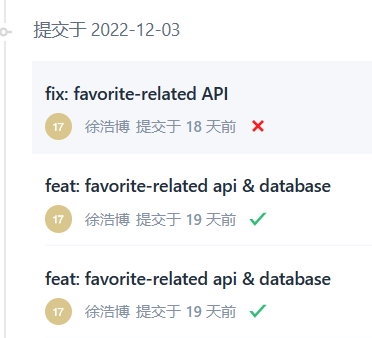 提交于 2022-12-03
fix: favorite-related API
17 徐浩博 提交于 18 天前
feat: favorite-related api & database
17 徐浩博 提交于 19 天前
feat: favorite-related api & database
17 徐浩博 提交于 19 天前